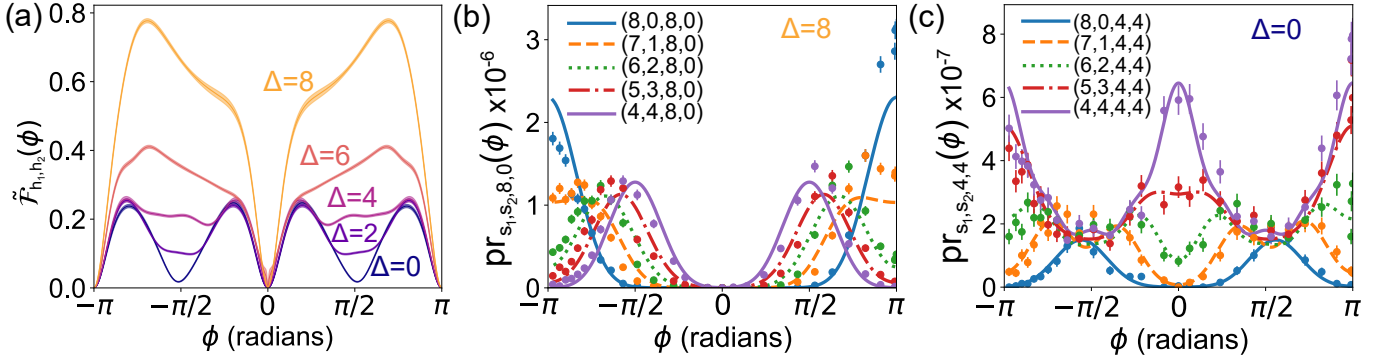 (a)
0.8
0.6
0.4
0.2
0.0
F̃h₁,h₂(ϕ)
Δ=8
Δ=6
Δ=4
Δ=2
Δ=0
−π
−π/2
0
π/2
π
ϕ (radians)
(b)
(8,0,8,0)
(7,1,8,0)
(6,2,8,0)
(5,3,8,0)
(4,4,8,0)
Δ=8
3
2
1
0
prs₁,s₂,8,0(ϕ) x10⁻⁶
−π
−π/2
0
π/2
π
ϕ (radians)
(c)
(8,0,4,4)
(7,1,4,4)
(6,2,4,4)
(5,3,4,4)
(4,4,4,4)
Δ=0
8
6
4
2
0
prs₁,s₂,4,4(ϕ) x10⁻⁷
−π
−π/2
0
π/2
π
ϕ (radians)